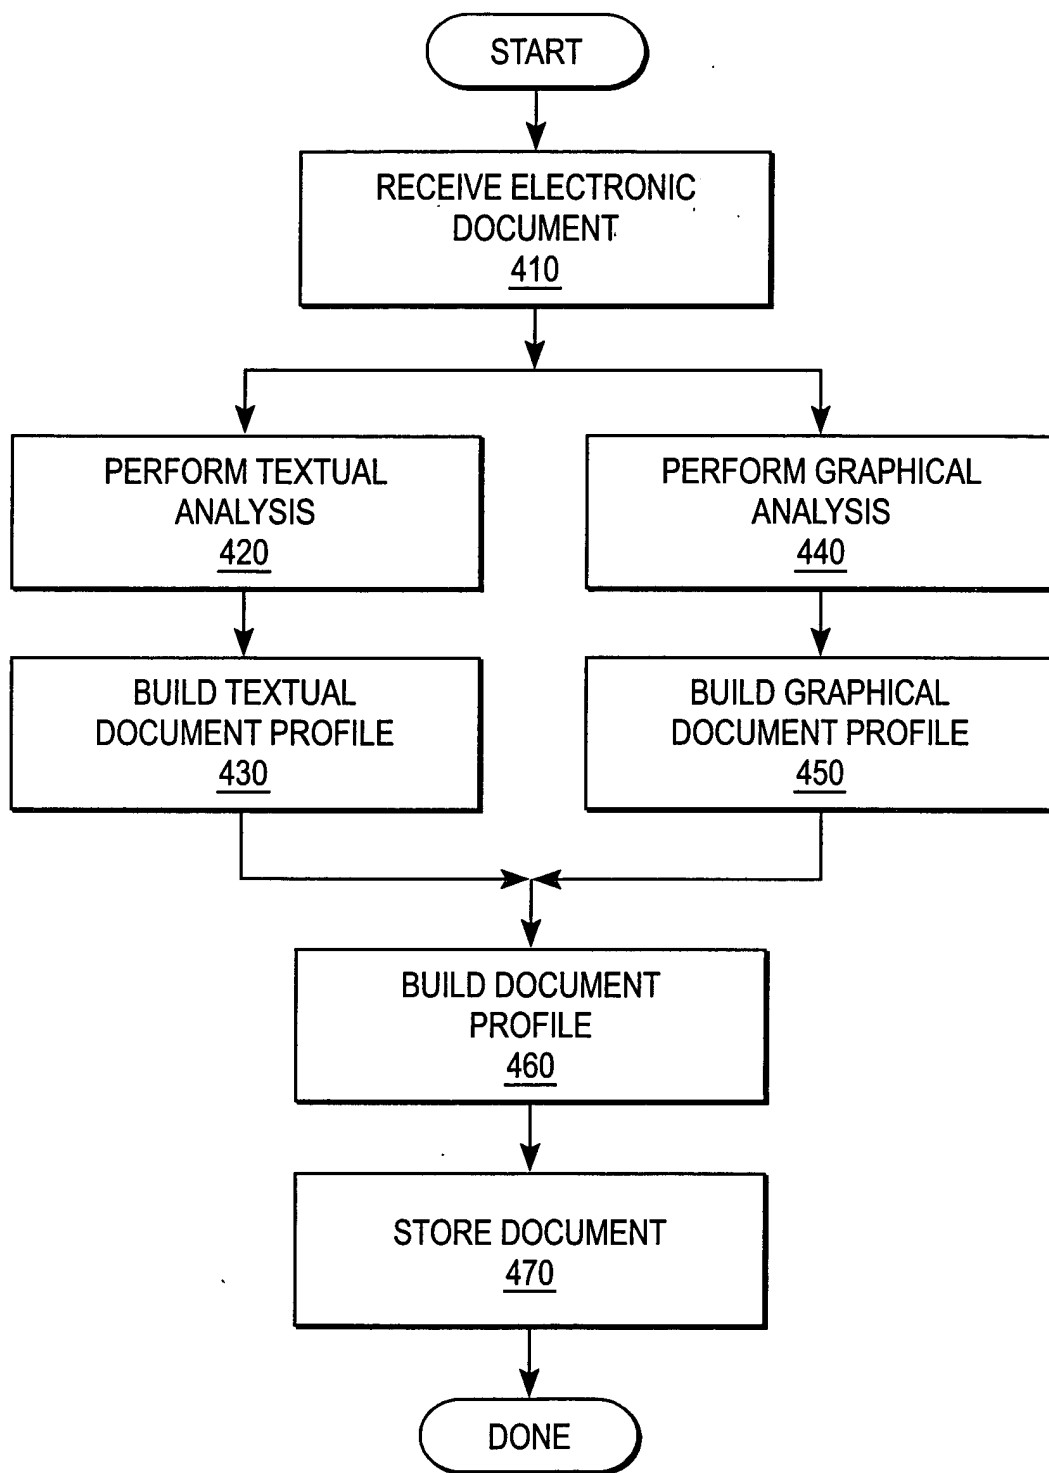 START
RECEIVE ELECTRONIC
DOCUMENT
410
PERFORM TEXTUAL
ANALYSIS
420
PERFORM GRAPHICAL
ANALYSIS
440
BUILD TEXTUAL
DOCUMENT PROFILE
430
BUILD GRAPHICAL
DOCUMENT PROFILE
450
BUILD DOCUMENT
PROFILE
460
STORE DOCUMENT
470
DONE